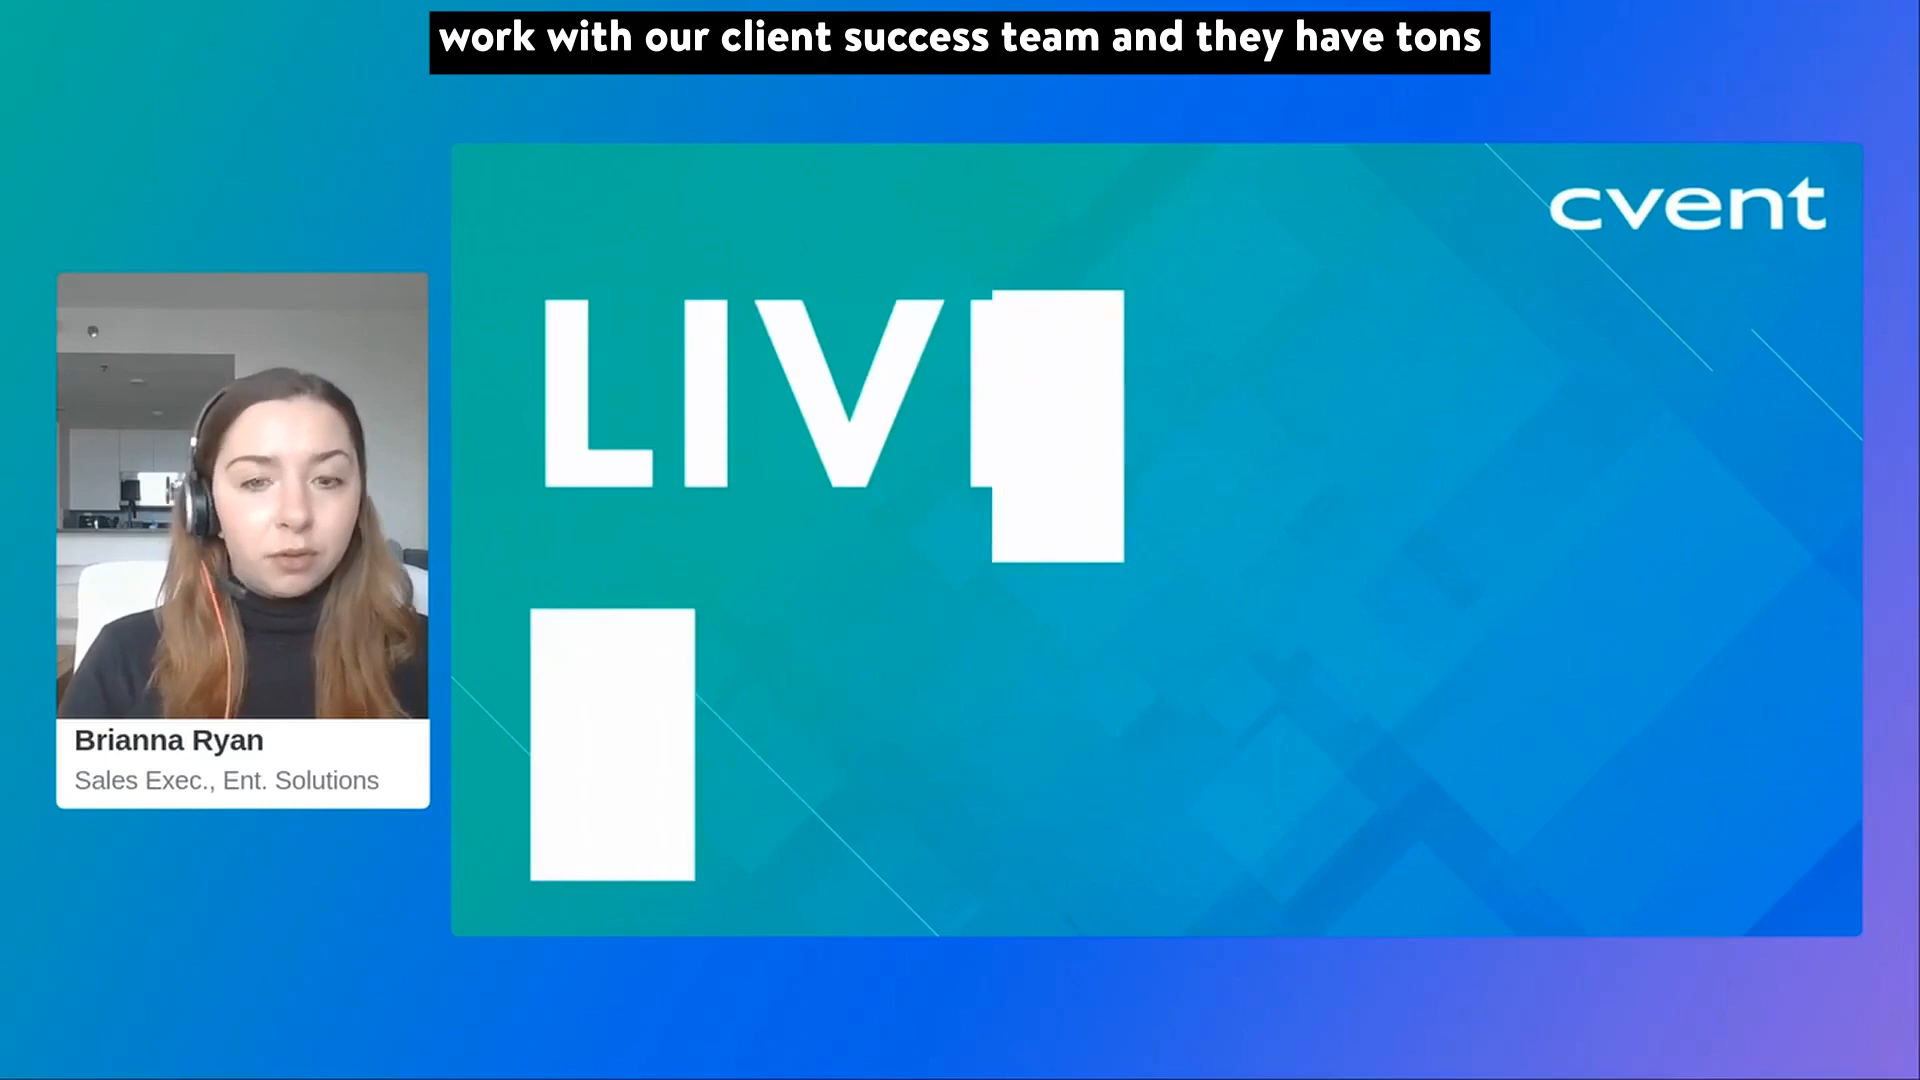 work with our client success team and they have tons
cvent
LIV
Brianna Ryan
Sales Exec., Ent. Solutions